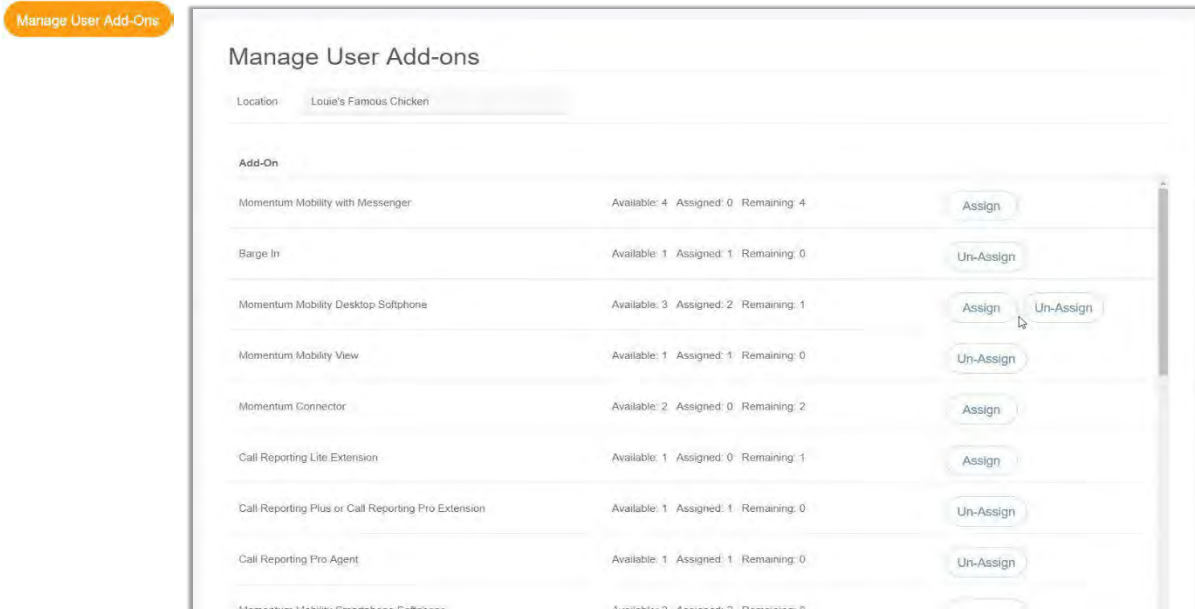 Manage User Add-Ons
Manage User Add-ons
Location Louie's Famous Chicken
Add-On
Momentum Mobility with Messenger Available: 4 Assigned: 0 Remaining: 4 Assign
Barge In Available: 1 Assigned: 1 Remaining: 0 Un-Assign
Momentum Mobility Desktop Softphone Available: 3 Assigned: 2 Remaining: 1 Assign Un-Assign
Momentum Mobility View Available: 1 Assigned: 1 Remaining: 0 Un-Assign
Momentum Connector Available: 2 Assigned: 0 Remaining: 2 Assign
Call Reporting Lite Extension Available: 1 Assigned: 0 Remaining: 1 Assign
Call Reporting Plus or Call Reporting Pro Extension Available: 1 Assigned: 1 Remaining: 0 Un-Assign
Call Reporting Pro Agent Available: 1 Assigned: 1 Remaining: 0 Un-Assign
Momentum Mobility Smartphone Softphone